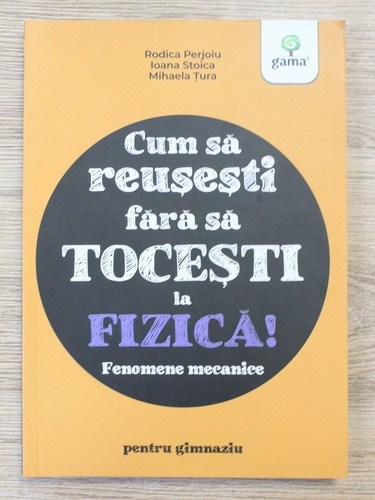 Rodica Perjoiu
Ioana Stoica
Mihaela Țura
gama®
Cum să
reușești
fără să
TOCEȘTI
la
FIZICĂ!
Fenomene mecanice
pentru gimnaziu